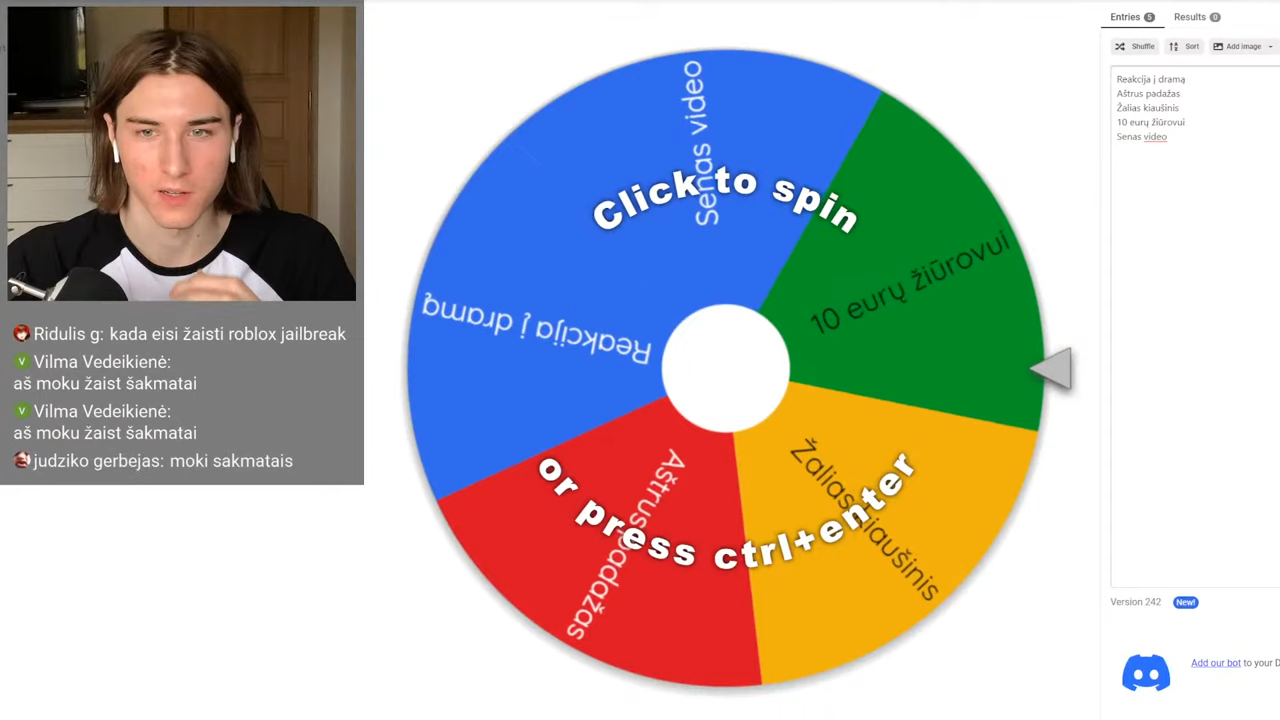 Entries 5
Results 0
Shuffle
Sort
Add image
Reakcija į dramą
Aštrus padažas
Žalias kiaušinis
10 eurų žiūrovui
Senas video
Senas video
10 eurų žiūrovui
Reakcija į dramą
Aštrus padažas
Žalias kiaušinis
Click to spin
or press ctrl+enter
Ridulis g: kada eisi žaisti roblox jailbreak
V Vilma Vedeikienė:
aš moku žaist šakmatai
V Vilma Vedeikienė:
aš moku žaist šakmatai
judziko gerbejas: moki sakmatais
Version 242 New!
Add our bot to your D